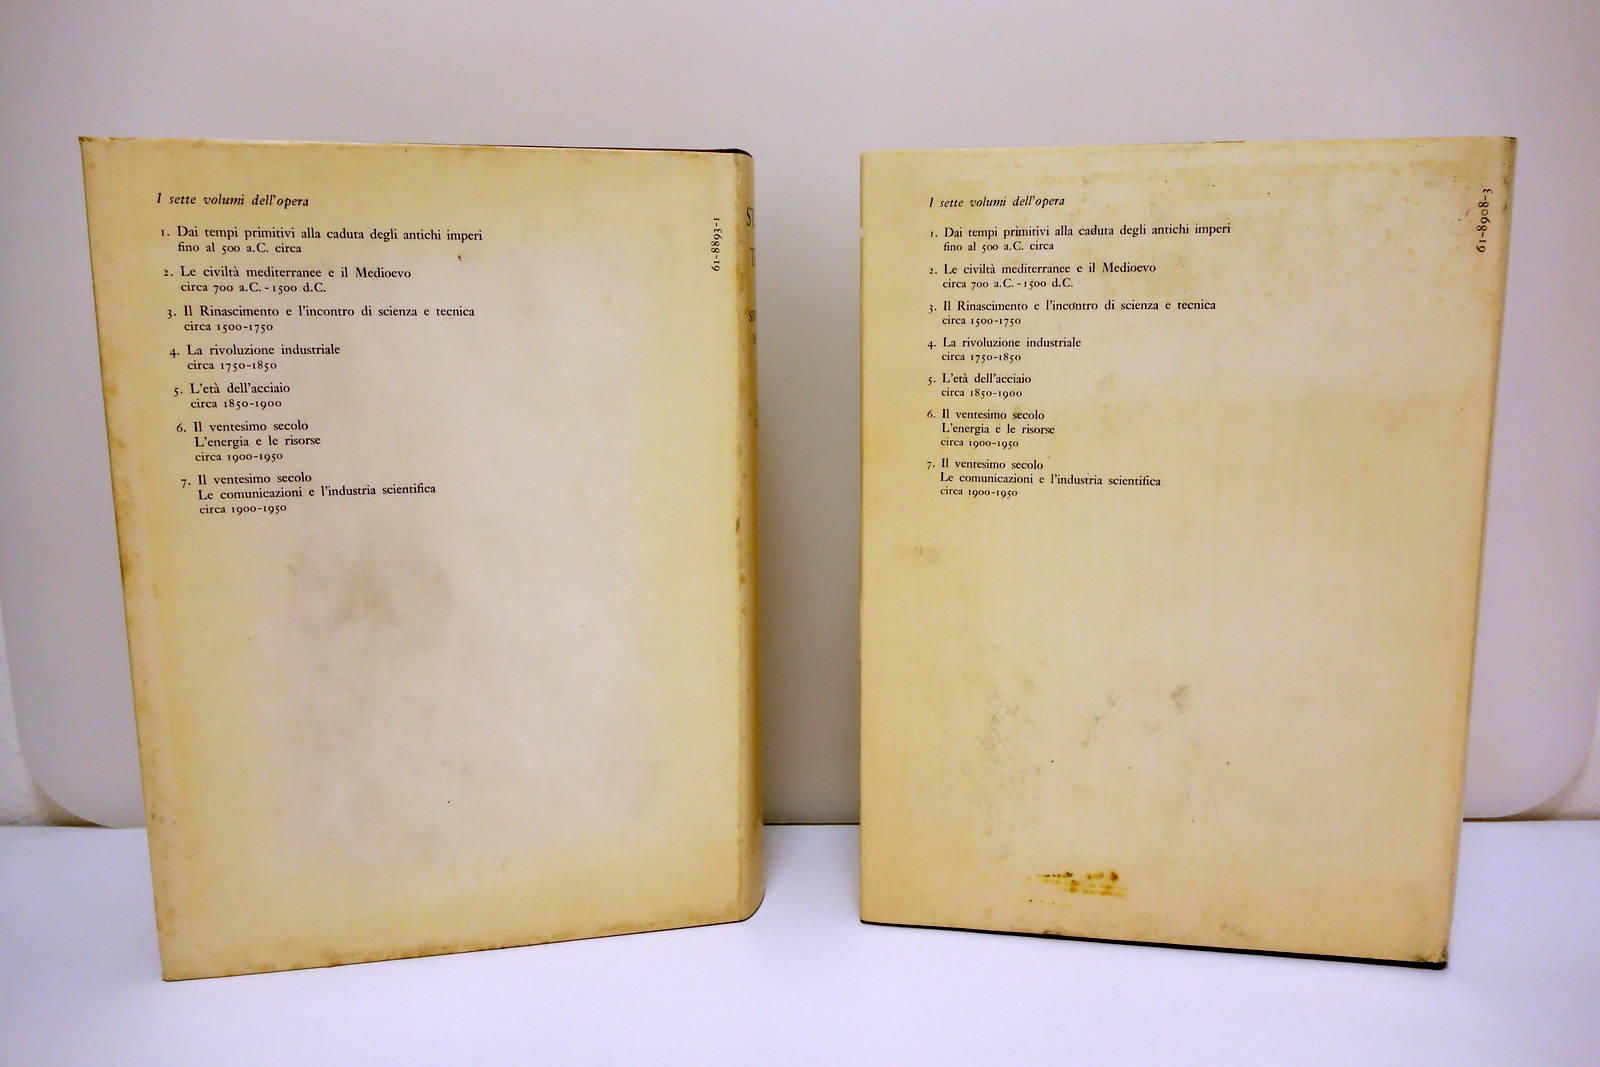 I sette volumi dell'opera
1. Dai tempi primitivi alla caduta degli antichi imperi
fino al 500 a.C. circa
2. Le civiltà mediterranee e il Medioevo
circa 700 a.C. - 1500 d.C.
3. Il Rinascimento e l'incontro di scienza e tecnica
circa 1500-1750
4. La rivoluzione industriale
circa 1750-1850
5. L'età dell'acciaio
circa 1850-1900
6. Il ventesimo secolo
L'energia e le risorse
circa 1900-1950
7. Il ventesimo secolo
Le comunicazioni e l'industria scientifica
circa 1900-1950
61-8893-1
I sette volumi dell'opera
1. Dai tempi primitivi alla caduta degli antichi imperi
fino al 500 a.C. circa
2. Le civiltà mediterranee e il Medioevo
circa 700 a.C. - 1500 d.C.
3. Il Rinascimento e l'incontro di scienza e tecnica
circa 1500-1750
4. La rivoluzione industriale
circa 1750-1850
5. L'età dell'acciaio
circa 1850-1900
6. Il ventesimo secolo
L'energia e le risorse
circa 1900-1950
7. Il ventesimo secolo
Le comunicazioni e l'industria scientifica
circa 1900-1950
61-8908-3